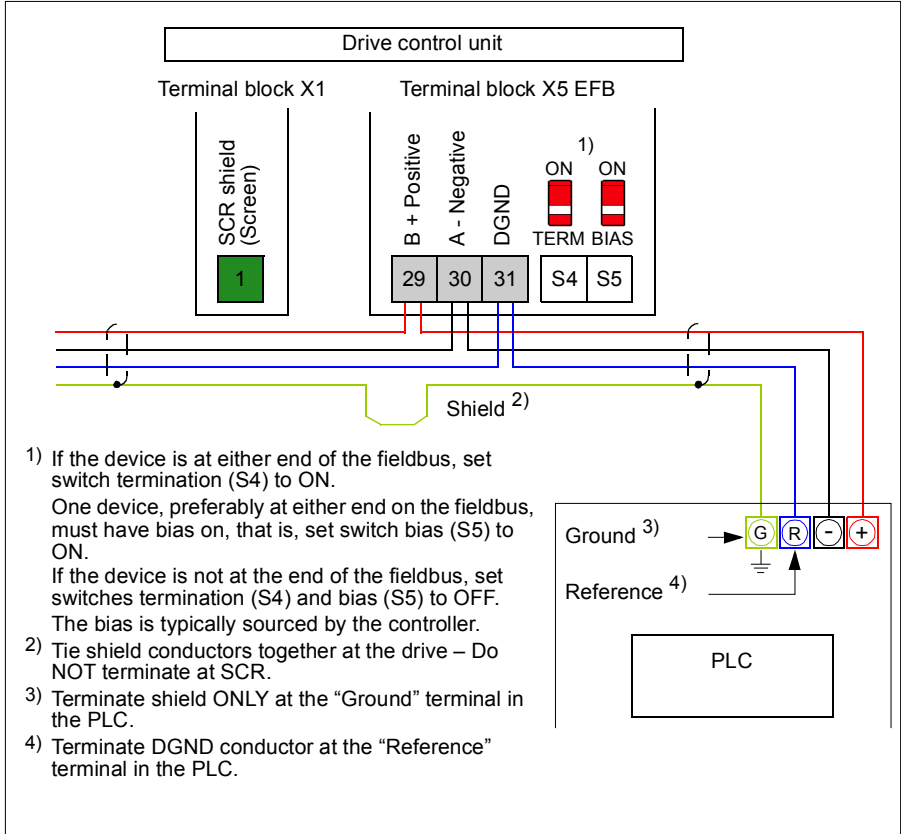 Drive control unit
Terminal block X1
Terminal block X5 EFB
SCR shield
(Screen)
1
B + Positive
A - Negative
DGND
1)
ON
ON
TERM
BIAS
29
30
31
S4
S5
Shield 2)
1) If the device is at either end of the fieldbus, set
switch termination (S4) to ON.
One device, preferably at either end on the fieldbus,
must have bias on, that is, set switch bias (S5) to
ON.
If the device is not at the end of the fieldbus, set
switches termination (S4) and bias (S5) to OFF.
The bias is typically sourced by the controller.
2) Tie shield conductors together at the drive – Do
NOT terminate at SCR.
3) Terminate shield ONLY at the “Ground” terminal in
the PLC.
4) Terminate DGND conductor at the “Reference”
terminal in the PLC.
Ground 3)
G
R
-
+
Reference 4)
PLC